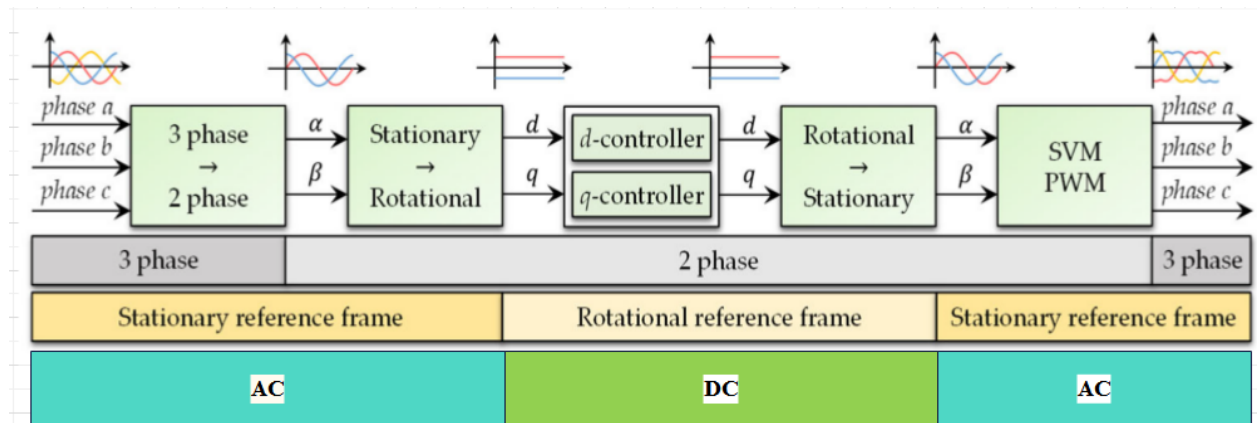 phase a
phase b
phase c
3 phase
→
2 phase
α
β
Stationary
→
Rotational
d
q
d-controller
q-controller
d
q
Rotational
→
Stationary
α
β
SVM
PWM
phase a
phase b
phase c
3 phase
2 phase
3 phase
Stationary reference frame
Rotational reference frame
Stationary reference frame
AC
DC
AC